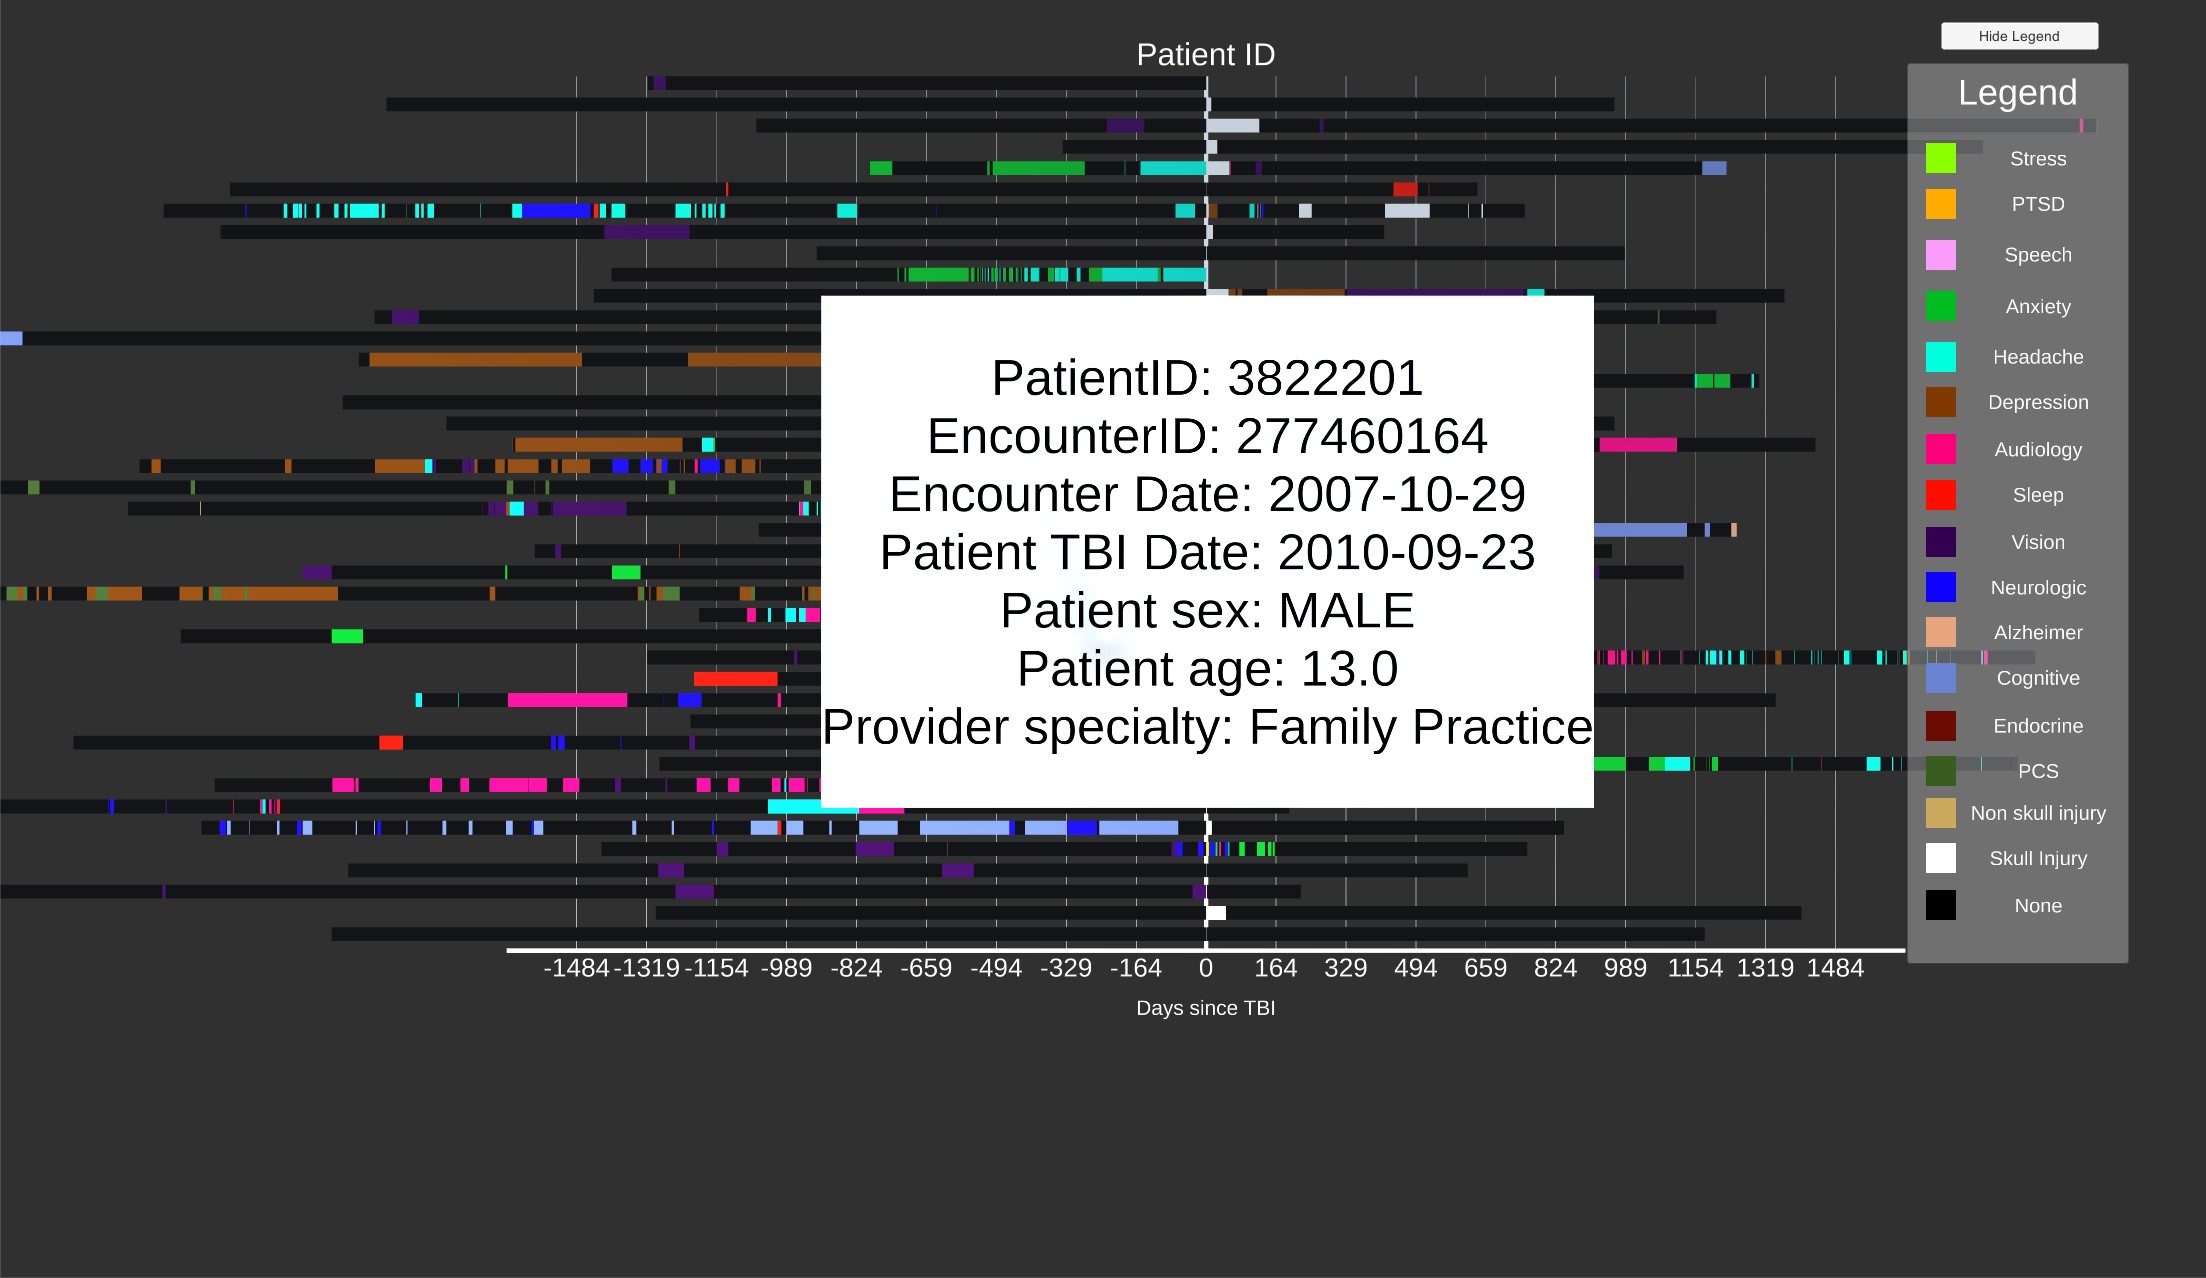 Hide Legend
Patient ID
Legend
Stress
PTSD
Speech
Anxiety
Headache
Depression
Audiology
Sleep
Vision
Neurologic
Alzheimer
Cognitive
Endocrine
PCS
Non skull injury
Skull Injury
None
PatientID: 3822201
EncounterID: 277460164
Encounter Date: 2007-10-29
Patient TBI Date: 2010-09-23
Patient sex: MALE
Patient age: 13.0
Provider specialty: Family Practice
-1484 -1319 -1154 -989 -824 -659 -494 -329 -164 0 164 329 494 659 824 989 1154 1319 1484
Days since TBI